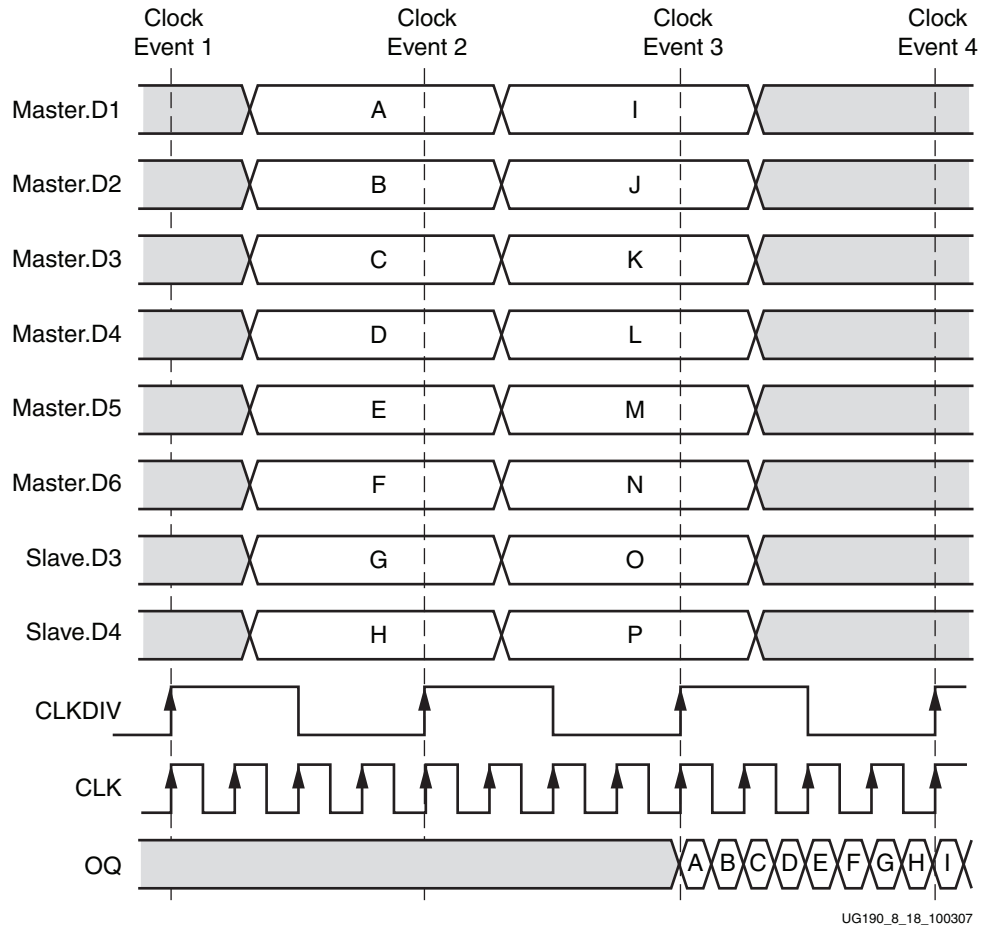 Clock Event 1
Clock Event 2
Clock Event 3
Clock Event 4
Master.D1 A I
Master.D2 B J
Master.D3 C K
Master.D4 D L
Master.D5 E M
Master.D6 F N
Slave.D3 G O
Slave.D4 H P
CLKDIV
CLK
OQ A B C D E F G H I
UG190_8_18_100307